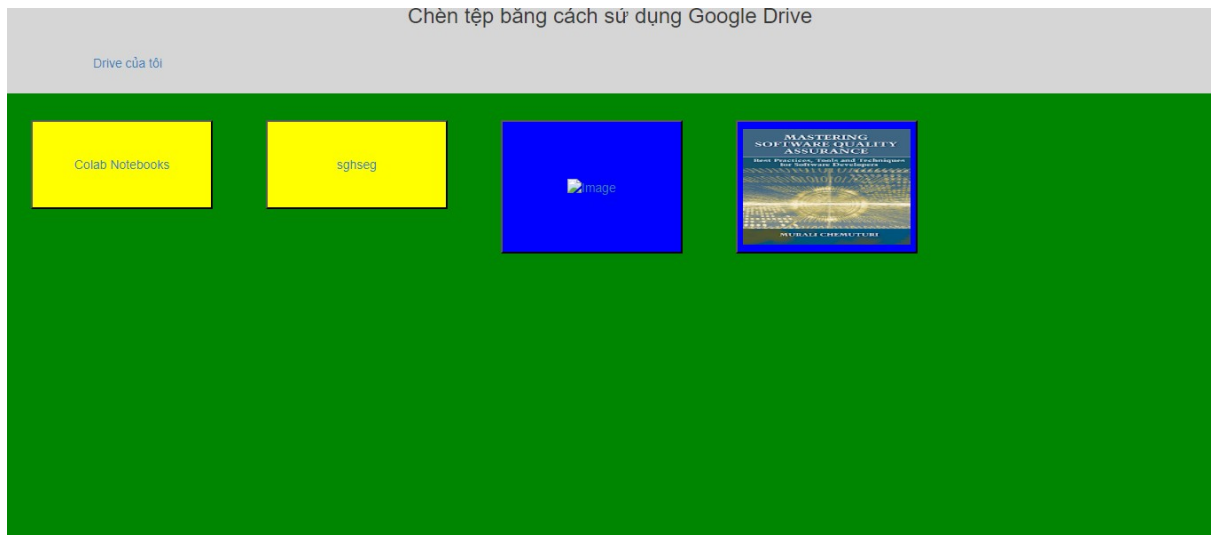 Chèn tệp bằng cách sử dụng Google Drive
Drive của tôi
Colab Notebooks
sghseg
Image
MASTERING
SOFTWARE QUALITY
ASSURANCE
Best Practices, Tools and Techniques
for Software Developers
MURALI CHEMUTURI